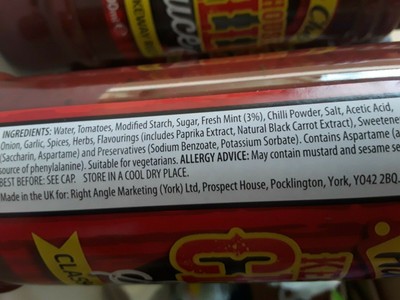 KEWAY
INGREDIENTS: Water, Tomatoes, Modified Starch, Sugar, Fresh Mint (3%), Chilli Powder, Salt, Acetic Acid,
Onion, Garlic, Spices, Herbs, Flavourings (includes Paprika Extract, Natural Black Carrot Extract), Sweetene
(Saccharin, Aspartame) and Preservatives (Sodium Benzoate, Potassium Sorbate). Contains Aspartame (a
source of phenylalanine). Suitable for vegetarians. ALLERGY ADVICE: May contain mustard and sesame se
BEST BEFORE: SEE CAP. STORE IN A COOL DRY PLACE.
Made in the UK for: Right Angle Marketing (York) Ltd, Prospect House, Pocklington, York, YO42 2BQ.
CLAS